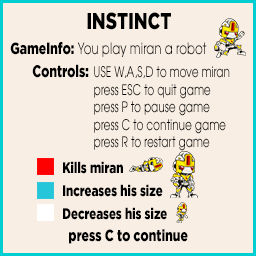 INSTINCT
GameInfo: You play miran a robot
Controls: USE W,A,S,D to move miran
press ESC to quit game
press P to pause game
press C to continue game
press R to restart game
Kills miran
Increases his size
Decreases his size
press C to continue